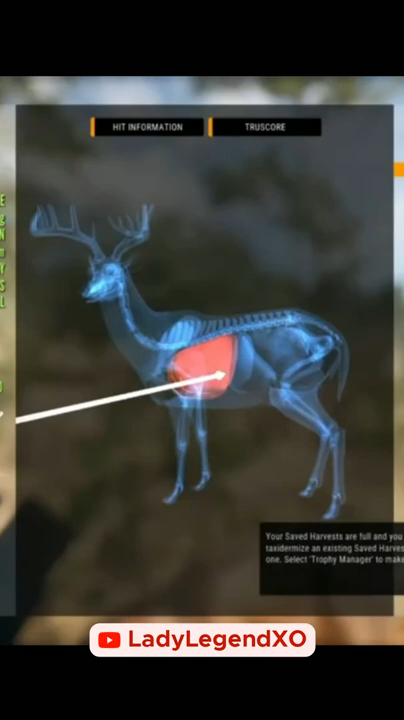 HIT INFORMATION
TRUSCORE
Your Saved Harvests are full and you
taxidermize an existing Saved Harves
one. Select 'Trophy Manager' to make
LadyLegendXO